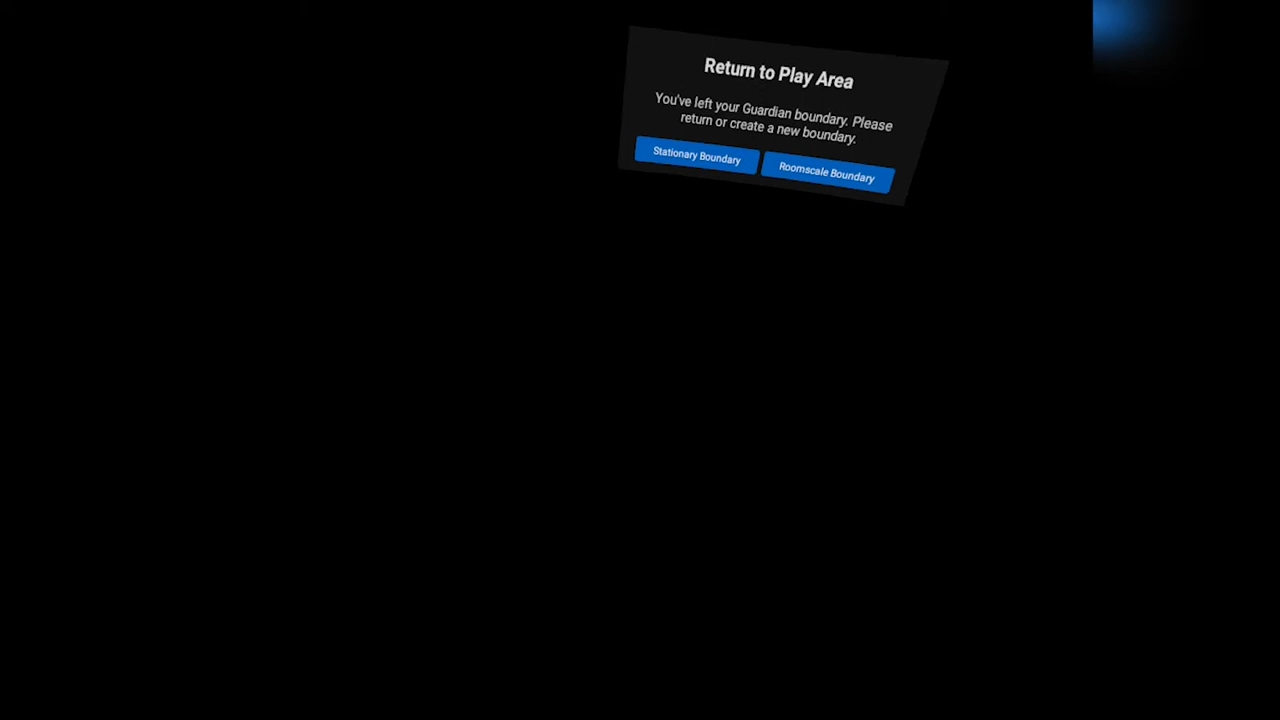 Return to Play Area
You've left your Guardian boundary. Please
return or create a new boundary.
Stationary Boundary
Roomscale Boundary